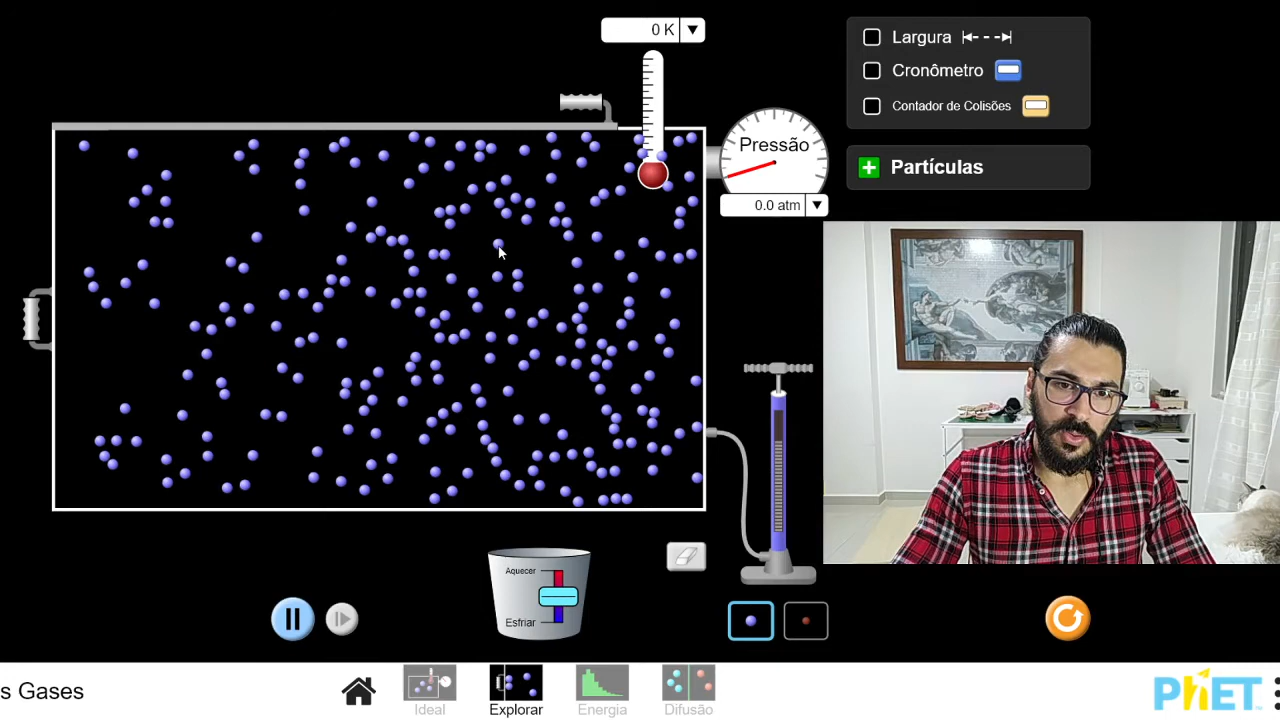 0 K
Largura
Cronômetro
Contador de Colisões
Pressão
Partículas
0.0 atm
Aquecer
Esfriar
s Gases
Ideal
Explorar
Energia
Difusão
PhET